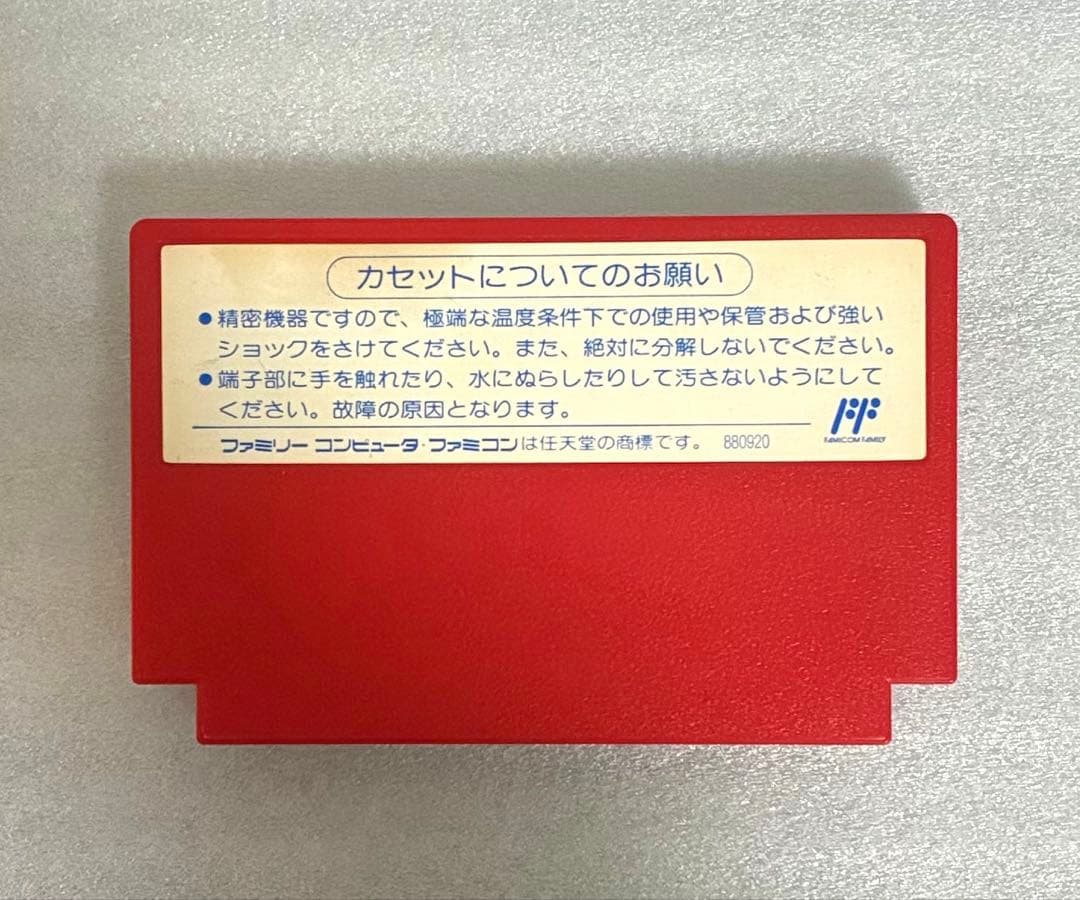 カセットについてのお願い
●精密機器ですので、極端な温度条件下での使用や保管および強い
ショックをさけてください。また、絶対に分解しないでください。
●端子部に手を触れたり、水にぬらしたりして汚さないようにして
ください。故障の原因となります。
FF
FAMICOM FAMILY
ファミリー コンピュータ・ファミコンは任天堂の商標です。 880920